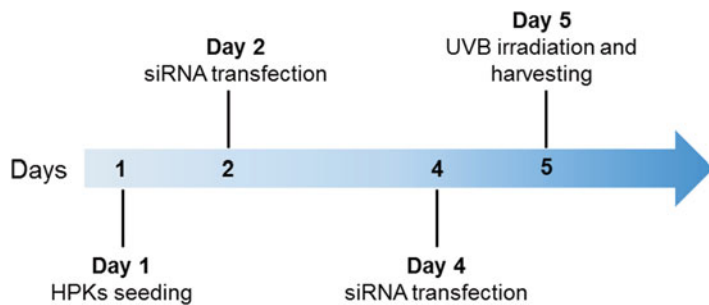 Day 2
siRNA transfection
Day 5
UVB irradiation and
harvesting
Days 1 2 4 5
Day 1
HPKs seeding
Day 4
siRNA transfection